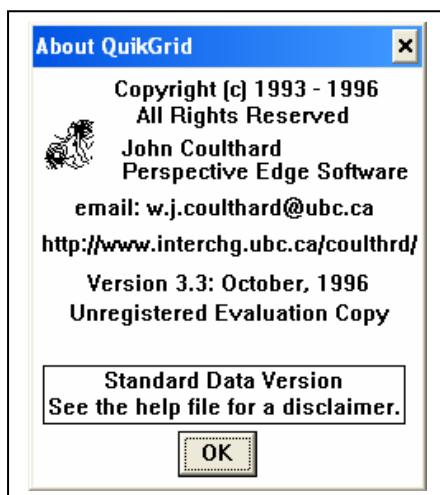 About QuikGrid
Copyright (c) 1993 - 1996
All Rights Reserved
John Coulthard
Perspective Edge Software
email: w.j.coulthard@ubc.ca
http://www.interchg.ubc.ca/coulthrd/
Version 3.3: October, 1996
Unregistered Evaluation Copy
Standard Data Version
See the help file for a disclaimer.
OK